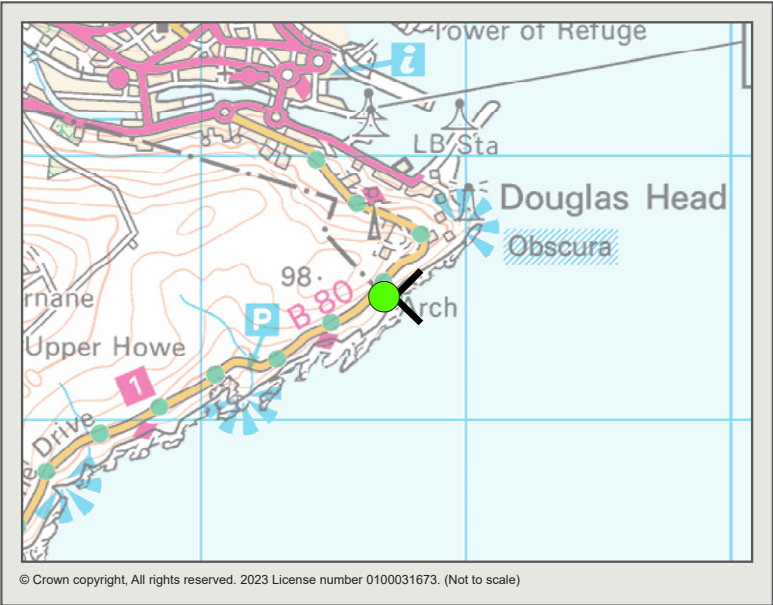 Tower of Refuge
i
LB Sta
Douglas Head
Obscura
98
rnane
B 80
Arch
P
Upper Howe
1
Drive
© Crown copyright, All rights reserved. 2023 License number 0100031673. (Not to scale)